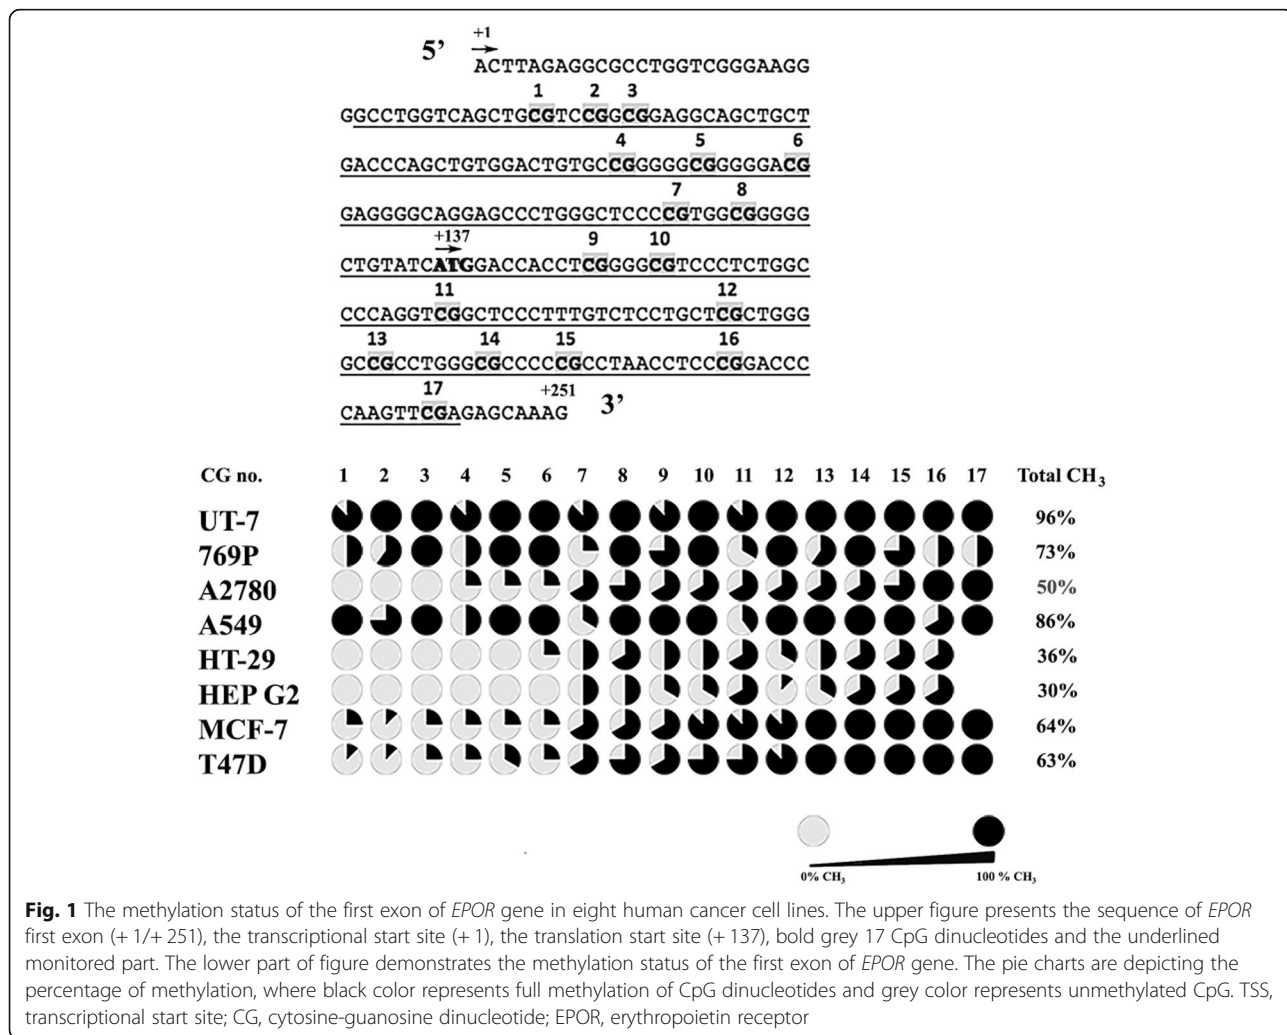 +1
5’ ACTTAGAGGCGCCTGGTCGGGAAGG
1 2 3
GGCCTGGTCAGCTGCGTCCGGCGGAGGCAGCTGCT
4 5 6
GACCCAGCTGTGGACTGTGCCGGGGGCGGGGGACG
7 8
GAGGGGCAGGAGCCCTGGGCTCCCCGTGGCGGGGG
+137 9 10
CTGTATCATGGACCACCTCGGGGCGTCCCTCTGGC
11 12
CCCAGGTCGGCTCCCTTTGTCTCCTGCTCGCTGGG
13 14 15 16
GCCGCCTGGGCGCCCCCGCCTAACCTCCCGGACCC
17 +251
CAAGTTCGAGAGCAAAG 3’
CG no. 1 2 3 4 5 6 7 8 9 10 11 12 13 14 15 16 17 Total CH₃
UT-7 96%
769P 73%
A2780 50%
A549 86%
HT-29 36%
HEP G2 30%
MCF-7 64%
T47D 63%
0% CH₃ 100 % CH₃
Fig. 1 The methylation status of the first exon of EPOR gene in eight human cancer cell lines. The upper figure presents the sequence of EPOR
first exon (+ 1/+ 251), the transcriptional start site (+ 1), the translation start site (+ 137), bold grey 17 CpG dinucleotides and the underlined
monitored part. The lower part of figure demonstrates the methylation status of the first exon of EPOR gene. The pie charts are depicting the
percentage of methylation, where black color represents full methylation of CpG dinucleotides and grey color represents unmethylated CpG. TSS,
transcriptional start site; CG, cytosine-guanosine dinucleotide; EPOR, erythropoietin receptor